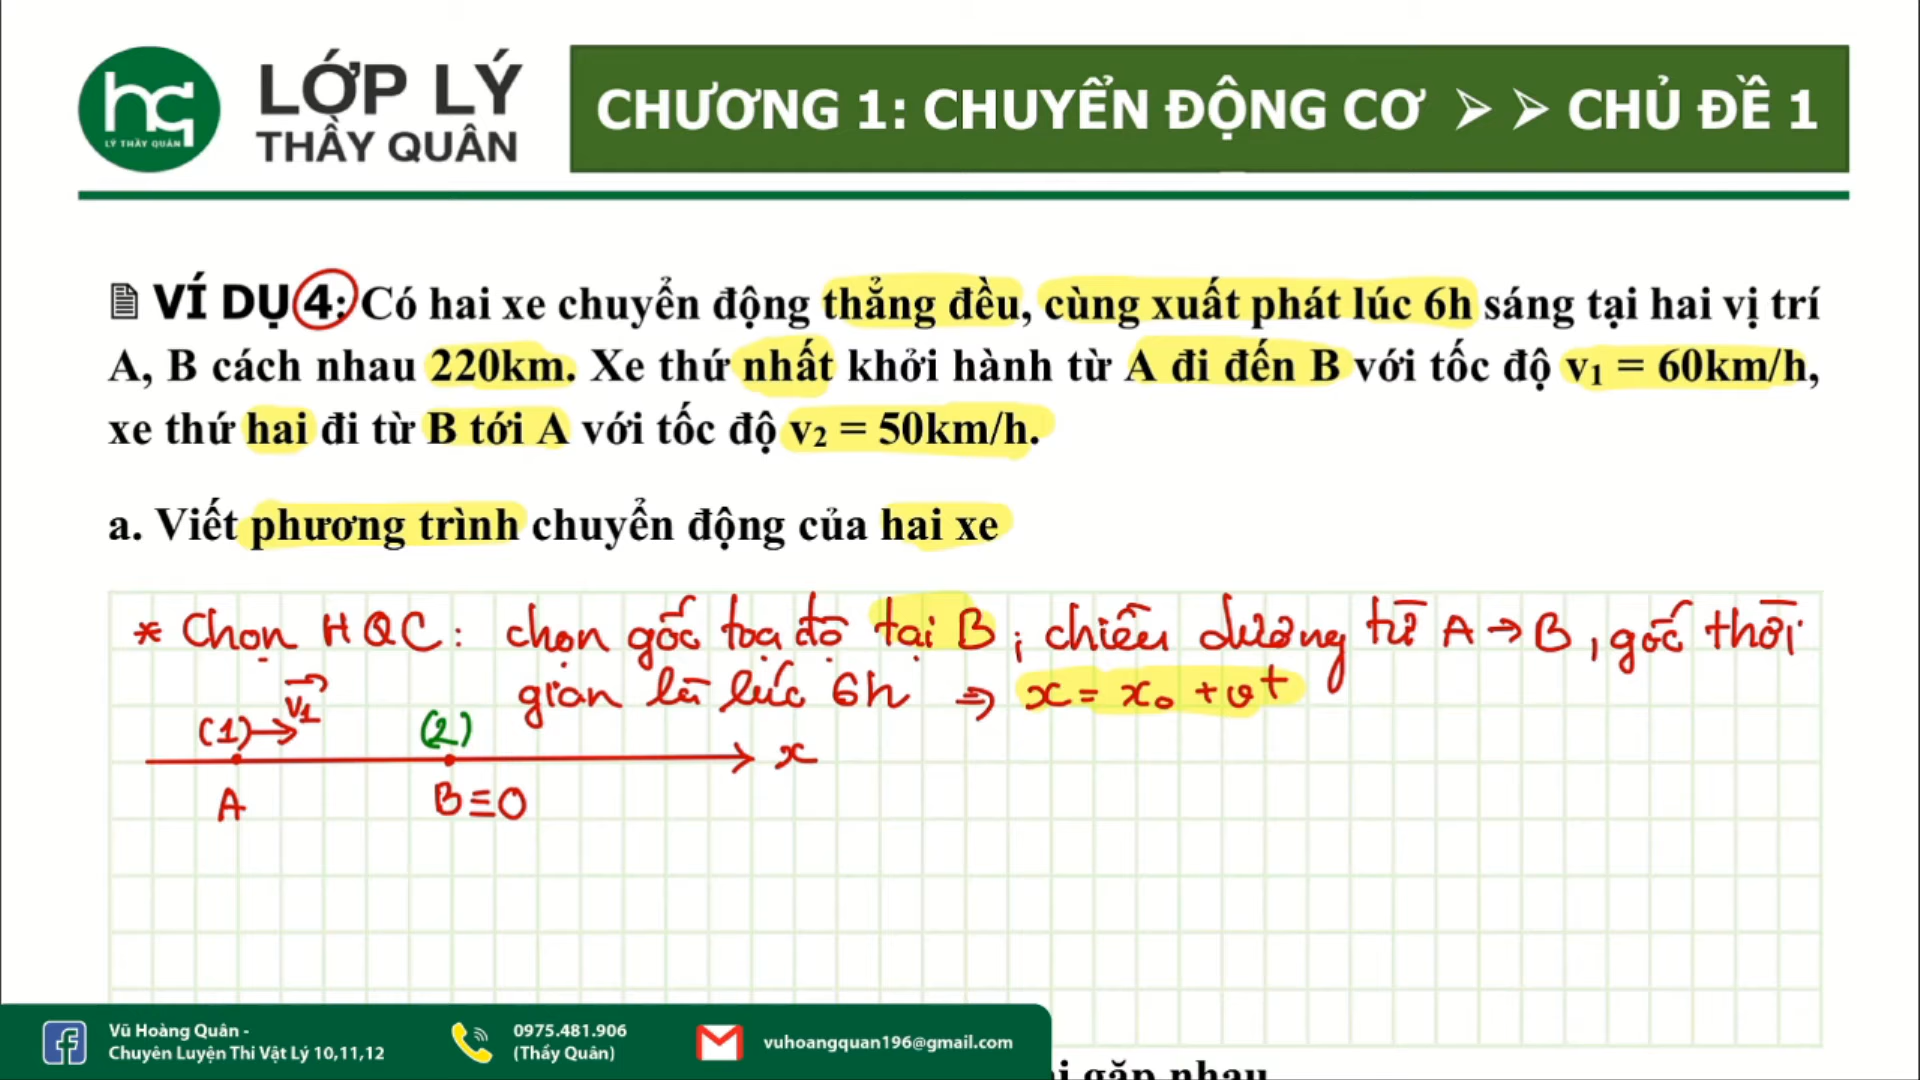 hq
LÝ THẦY QUÂN
LỚP LÝ
THẦY QUÂN
CHƯƠNG 1: CHUYỂN ĐỘNG CƠ ➢ ➢ CHỦ ĐỀ 1
VÍ DỤ 4: Có hai xe chuyển động thẳng đều, cùng xuất phát lúc 6h sáng tại hai vị trí
A, B cách nhau 220km. Xe thứ nhất khởi hành từ A đi đến B với tốc độ v₁ = 60km/h,
xe thứ hai đi từ B tới A với tốc độ v₂ = 50km/h.
a. Viết phương trình chuyển động của hai xe
* Chọn HQC: chọn gốc toạ độ tại B; chiều dương từ A → B, gốc thời
gian là lúc 6h ⇒ x = x₀ + vt
(1) → v₁ (2)
x
A B ≡ O
Vũ Hoàng Quân -
Chuyên Luyện Thi Vật Lý 10,11,12
0975.481.906
(Thầy Quân)
vuhoangquan196@gmail.com
gặp nhau